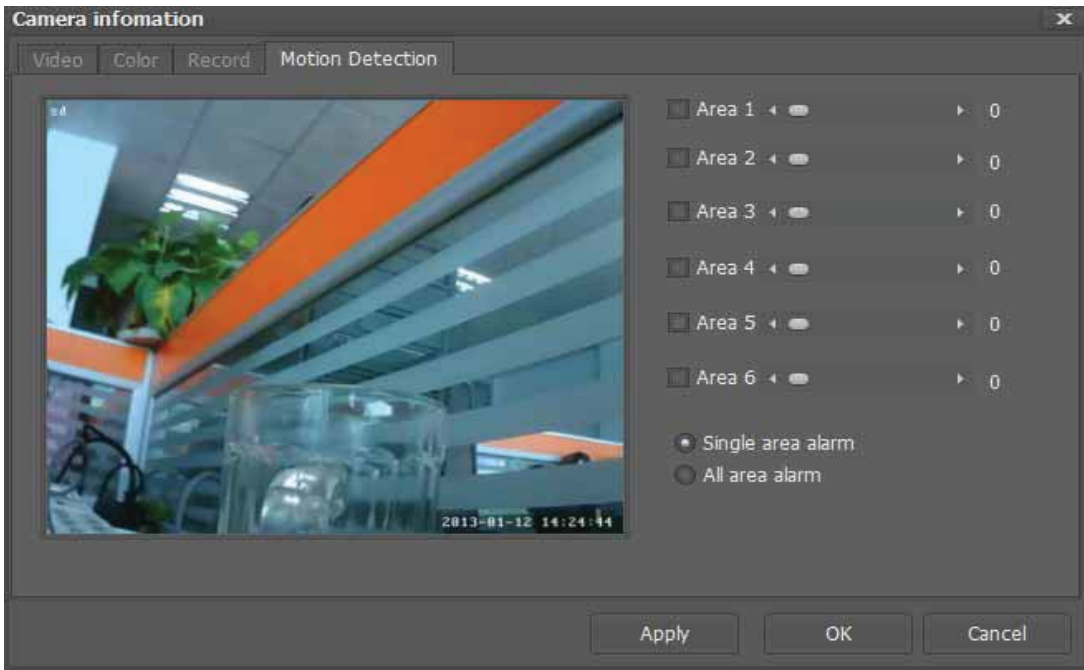 Camera infomation x
Video Color Record Motion Detection
sd
Area 1 0
Area 2 0
Area 3 0
Area 4 0
Area 5 0
Area 6 0
Single area alarm
All area alarm
2013-01-12 14:24:44
Apply OK Cancel